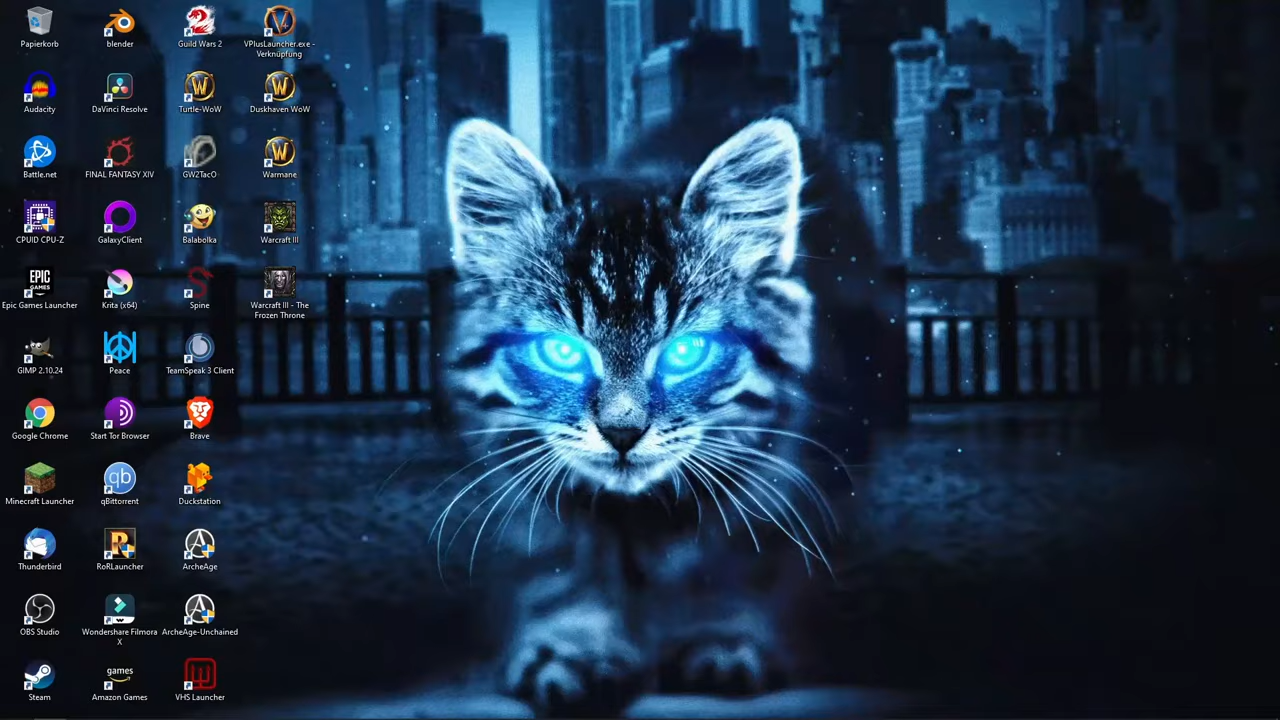 Papierkorb
blender
Guild Wars 2
VPlusLauncher.exe -
Verknüpfung
Audacity
DaVinci Resolve
Turtle-WoW
Duskhaven WoW
Battle.net
FINAL FANTASY XIV
GW2TacO
Warmane
CPUID CPU-Z
GalaxyClient
Balabolka
Warcraft III
EPIC
GAMES
Epic Games Launcher
Krita (x64)
Spine
Warcraft III - The
Frozen Throne
GIMP 2.10.24
Peace
TeamSpeak 3 Client
Google Chrome
Start Tor Browser
Brave
Minecraft Launcher
qb
qBittorrent
Duckstation
Thunderbird
RoRLauncher
ArcheAge
OBS Studio
Wondershare Filmora
X
ArcheAge-Unchained
Steam
games
Amazon Games
VHS Launcher